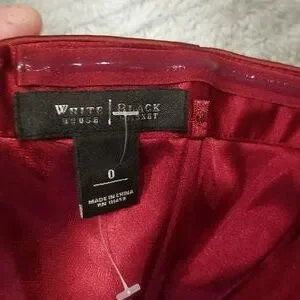 WHITE | BLACK
HOUSE | MARKET
0
MADE IN CHINA